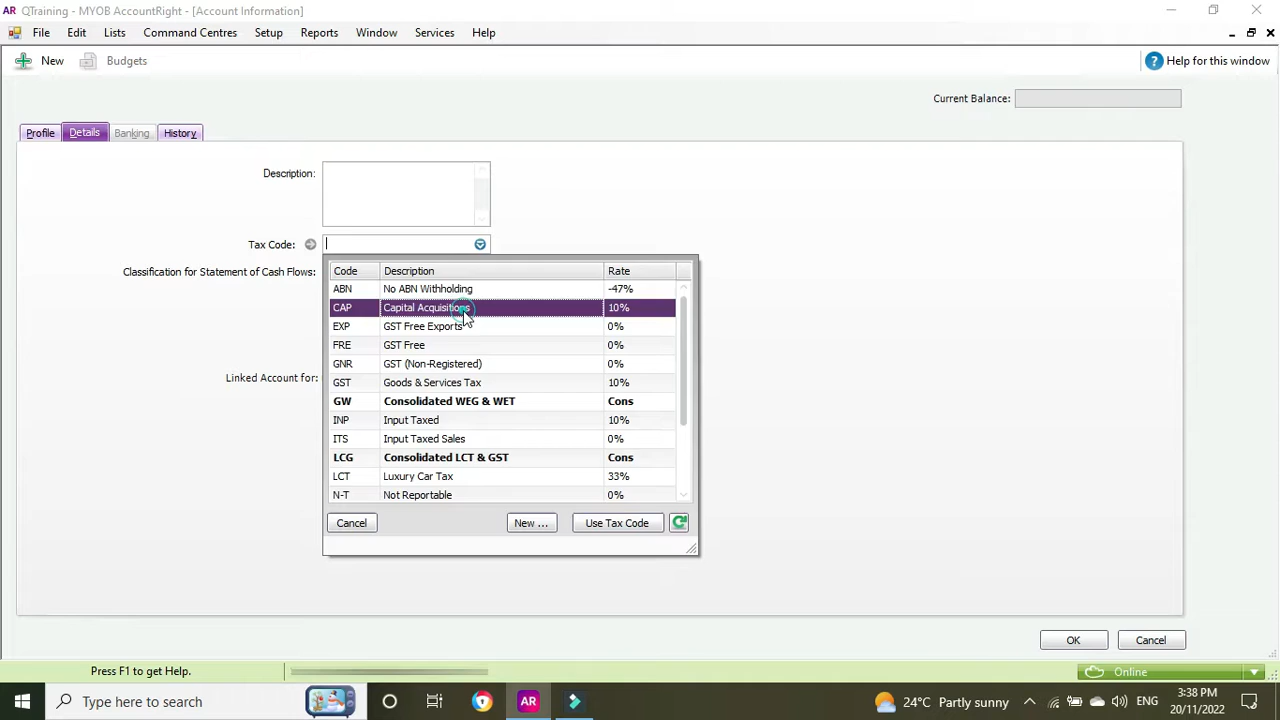 AR QTraining - MYOB AccountRight - [Account Information]
File Edit Lists Command Centres Setup Reports Window Services Help
New Budgets Help for this window
Current Balance:
Profile Details Banking History
Description:
Tax Code:
Classification for Statement of Cash Flows:
Linked Account for:
Code Description Rate
ABN No ABN Withholding -47%
CAP Capital Acquisitions 10%
EXP GST Free Exports 0%
FRE GST Free 0%
GNR GST (Non-Registered) 0%
GST Goods & Services Tax 10%
GW Consolidated WEG & WET Cons
INP Input Taxed 10%
ITS Input Taxed Sales 0%
LCG Consolidated LCT & GST Cons
LCT Luxury Car Tax 33%
N-T Not Reportable 0%
Cancel New ... Use Tax Code
OK Cancel
Press F1 to get Help. Online
Type here to search AR 24°C Partly sunny ENG 3:38 PM
20/11/2022